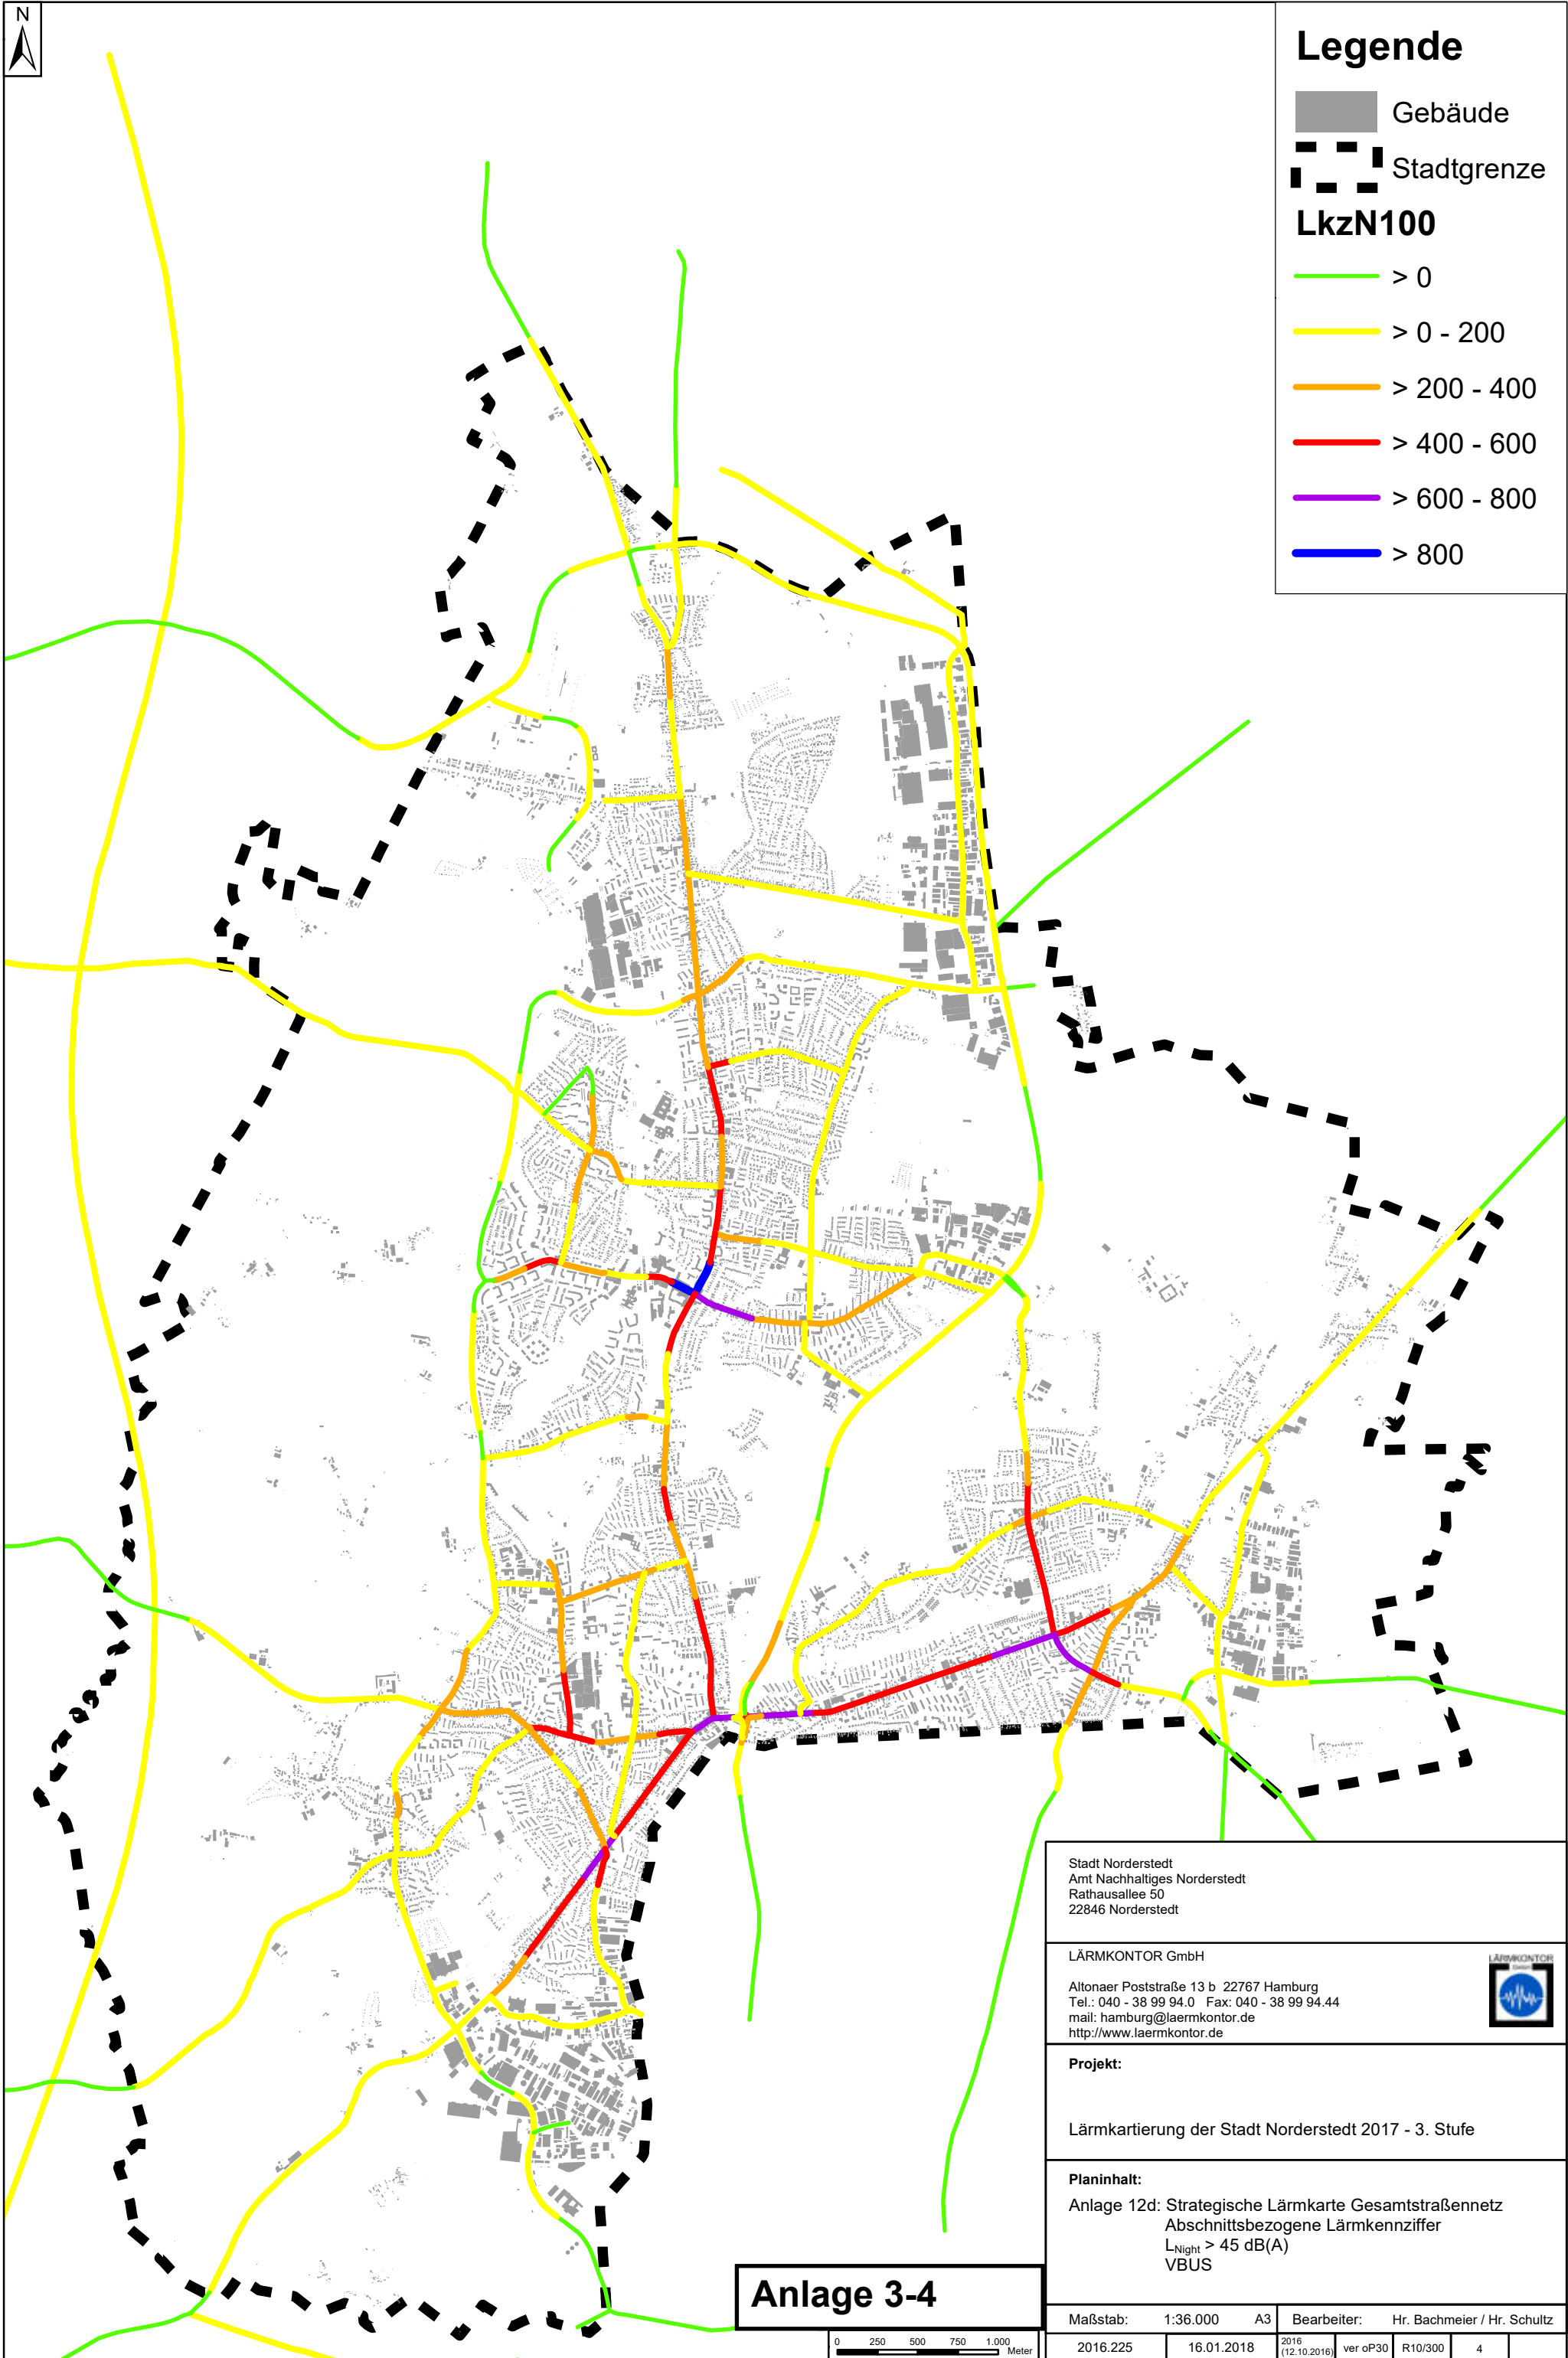 N
Legende
Gebäude
Stadtgrenze
LkzN100
> 0
> 0 - 200
> 200 - 400
> 400 - 600
> 600 - 800
> 800
Stadt Norderstedt
Amt Nachhaltiges Norderstedt
Rathausallee 50
22846 Norderstedt
LÄRMKONTOR GmbH
Altonaer Poststraße 13 b 22767 Hamburg
Tel.: 040 - 38 99 94.0 Fax: 040 - 38 99 94.44
mail: hamburg@laermkontor.de
http://www.laermkontor.de
LÄRMKONTOR
GmbH
Projekt:
Lärmkartierung der Stadt Norderstedt 2017 - 3. Stufe
Planinhalt:
Anlage 12d: Strategische Lärmkarte Gesamtstraßennetz
Abschnittsbezogene Lärmkennziffer
LNight > 45 dB(A)
VBUS
Anlage 3-4
Maßstab: 1:36.000 A3 Bearbeiter: Hr. Bachmeier / Hr. Schultz
0 250 500 750 1.000 Meter
2016.225 16.01.2018 2016 (12.10.2016) ver oP30 R10/300 4